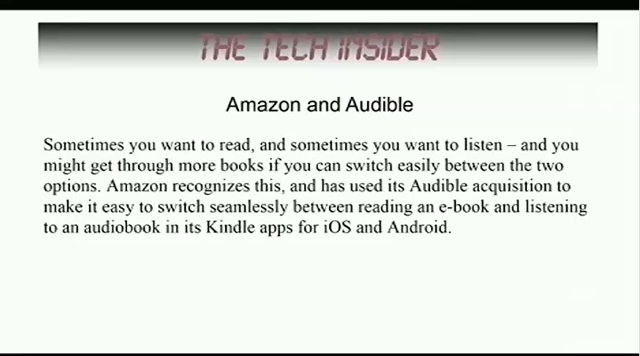 THE TECH INSIDER
Amazon and Audible
Sometimes you want to read, and sometimes you want to listen – and you
might get through more books if you can switch easily between the two
options. Amazon recognizes this, and has used its Audible acquisition to
make it easy to switch seamlessly between reading an e-book and listening
to an audiobook in its Kindle apps for iOS and Android.